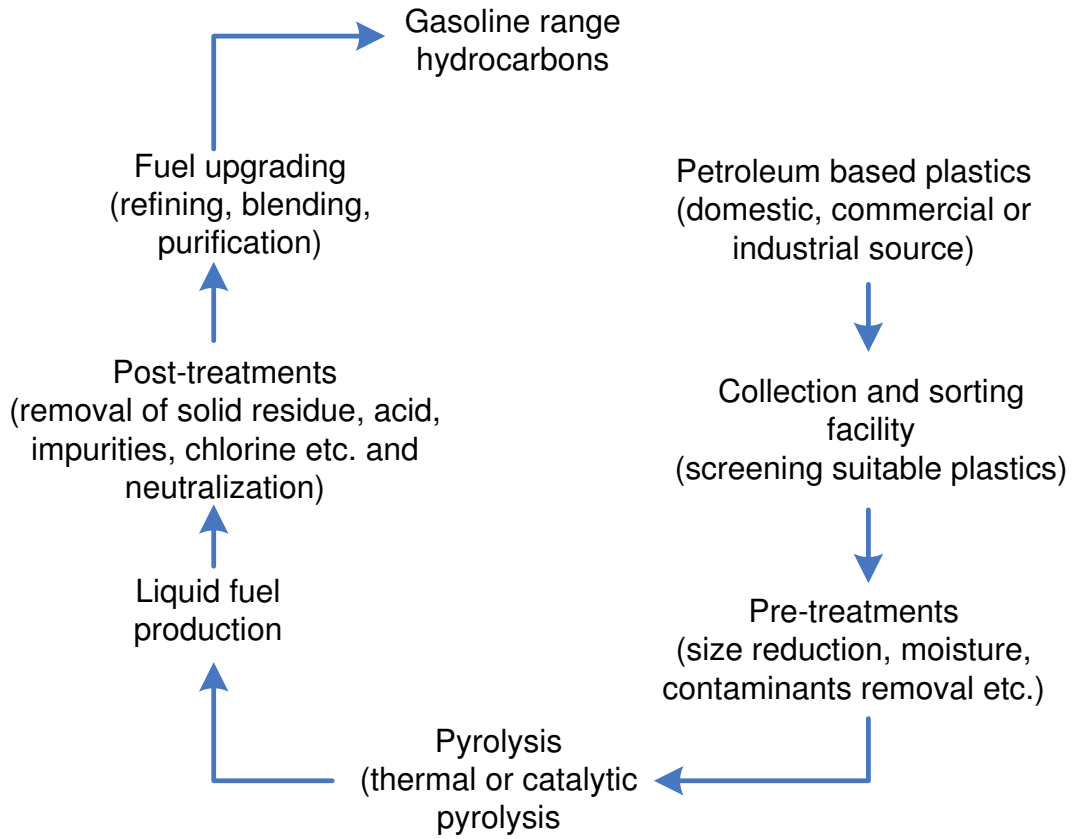 Gasoline range
hydrocarbons
Fuel upgrading
(refining, blending,
purification)
Petroleum based plastics
(domestic, commercial or
industrial source)
Post-treatments
(removal of solid residue, acid,
impurities, chlorine etc. and
neutralization)
Collection and sorting
facility
(screening suitable plastics)
Liquid fuel
production
Pre-treatments
(size reduction, moisture,
contaminants removal etc.)
Pyrolysis
(thermal or catalytic
pyrolysis